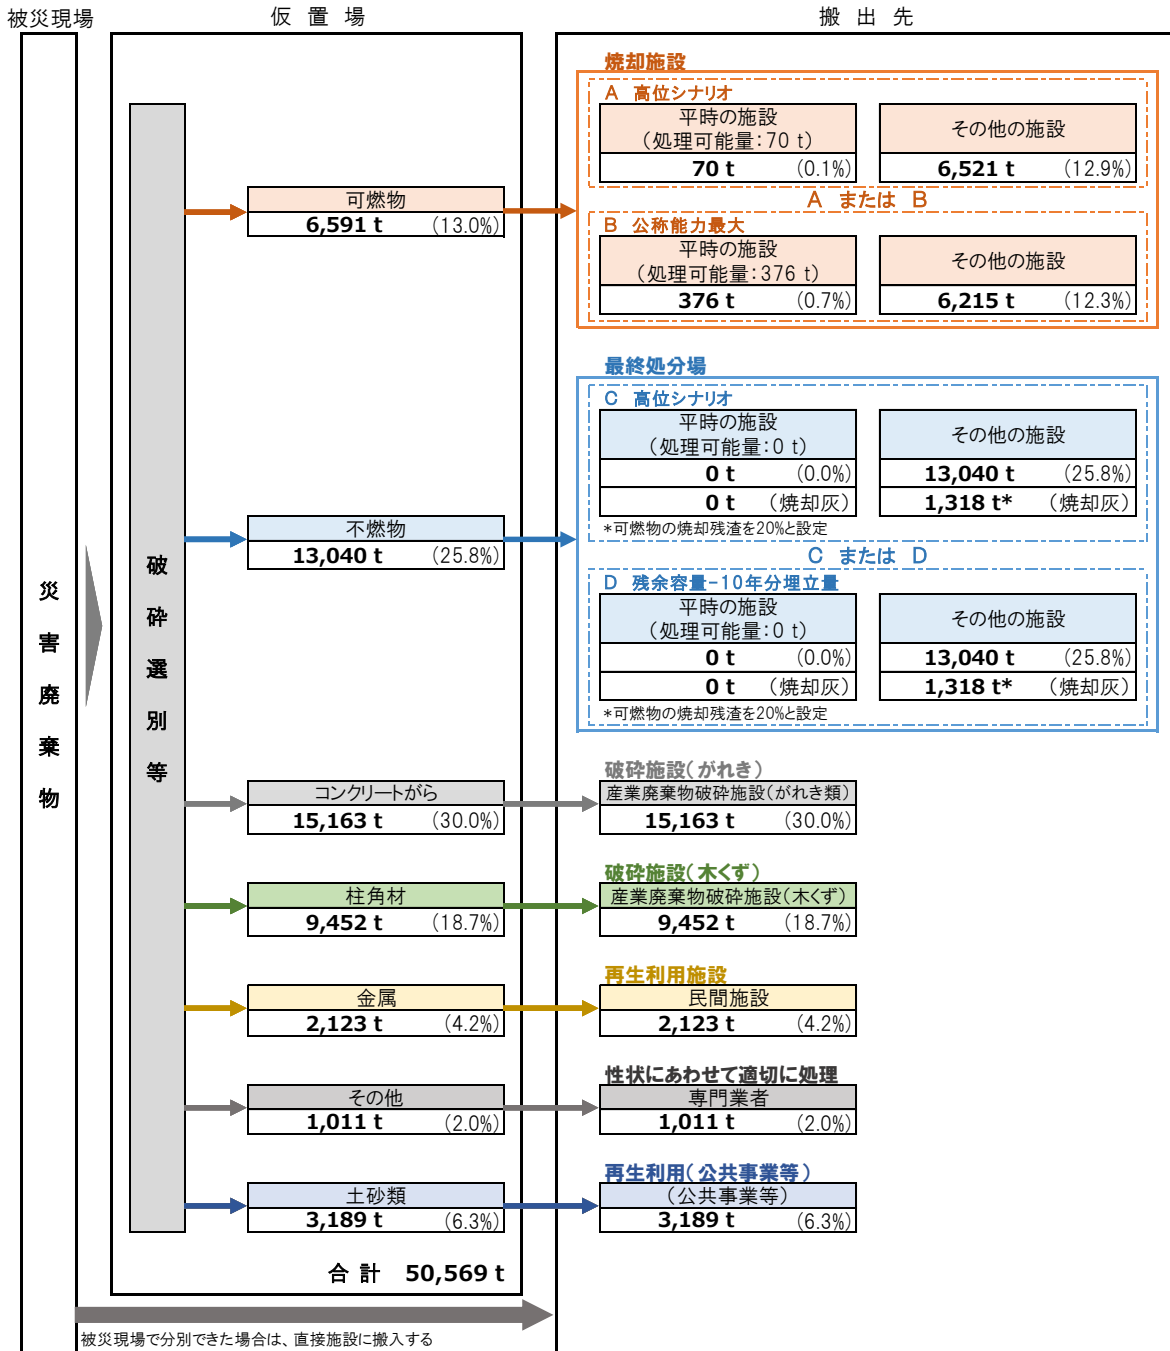 被災現場
仮 置 場
搬 出 先
災害廃棄物
破砕選別等
焼却施設
A 高位シナリオ
平時の施設
(処理可能量:70 t)
70 t (0.1%)
その他の施設
6,521 t (12.9%)
可燃物
6,591 t (13.0%)
A または B
B 公称能力最大
平時の施設
(処理可能量:376 t)
376 t (0.7%)
その他の施設
6,215 t (12.3%)
最終処分場
C 高位シナリオ
平時の施設
(処理可能量:0 t)
0 t (0.0%)
0 t (焼却灰)
その他の施設
13,040 t (25.8%)
1,318 t* (焼却灰)
*可燃物の焼却残渣を20%と設定
不燃物
13,040 t (25.8%)
C または D
D 残余容量-10年分埋立量
平時の施設
(処理可能量:0 t)
0 t (0.0%)
0 t (焼却灰)
その他の施設
13,040 t (25.8%)
1,318 t* (焼却灰)
*可燃物の焼却残渣を20%と設定
破砕施設(がれき)
コンクリートがら
15,163 t (30.0%)
産業廃棄物破砕施設(がれき類)
15,163 t (30.0%)
破砕施設(木くず)
柱角材
9,452 t (18.7%)
産業廃棄物破砕施設(木くず)
9,452 t (18.7%)
再生利用施設
金属
2,123 t (4.2%)
民間施設
2,123 t (4.2%)
性状にあわせて適切に処理
その他
1,011 t (2.0%)
専門業者
1,011 t (2.0%)
再生利用(公共事業等)
土砂類
3,189 t (6.3%)
(公共事業等)
3,189 t (6.3%)
合 計 50,569 t
被災現場で分別できた場合は、直接施設に搬入する